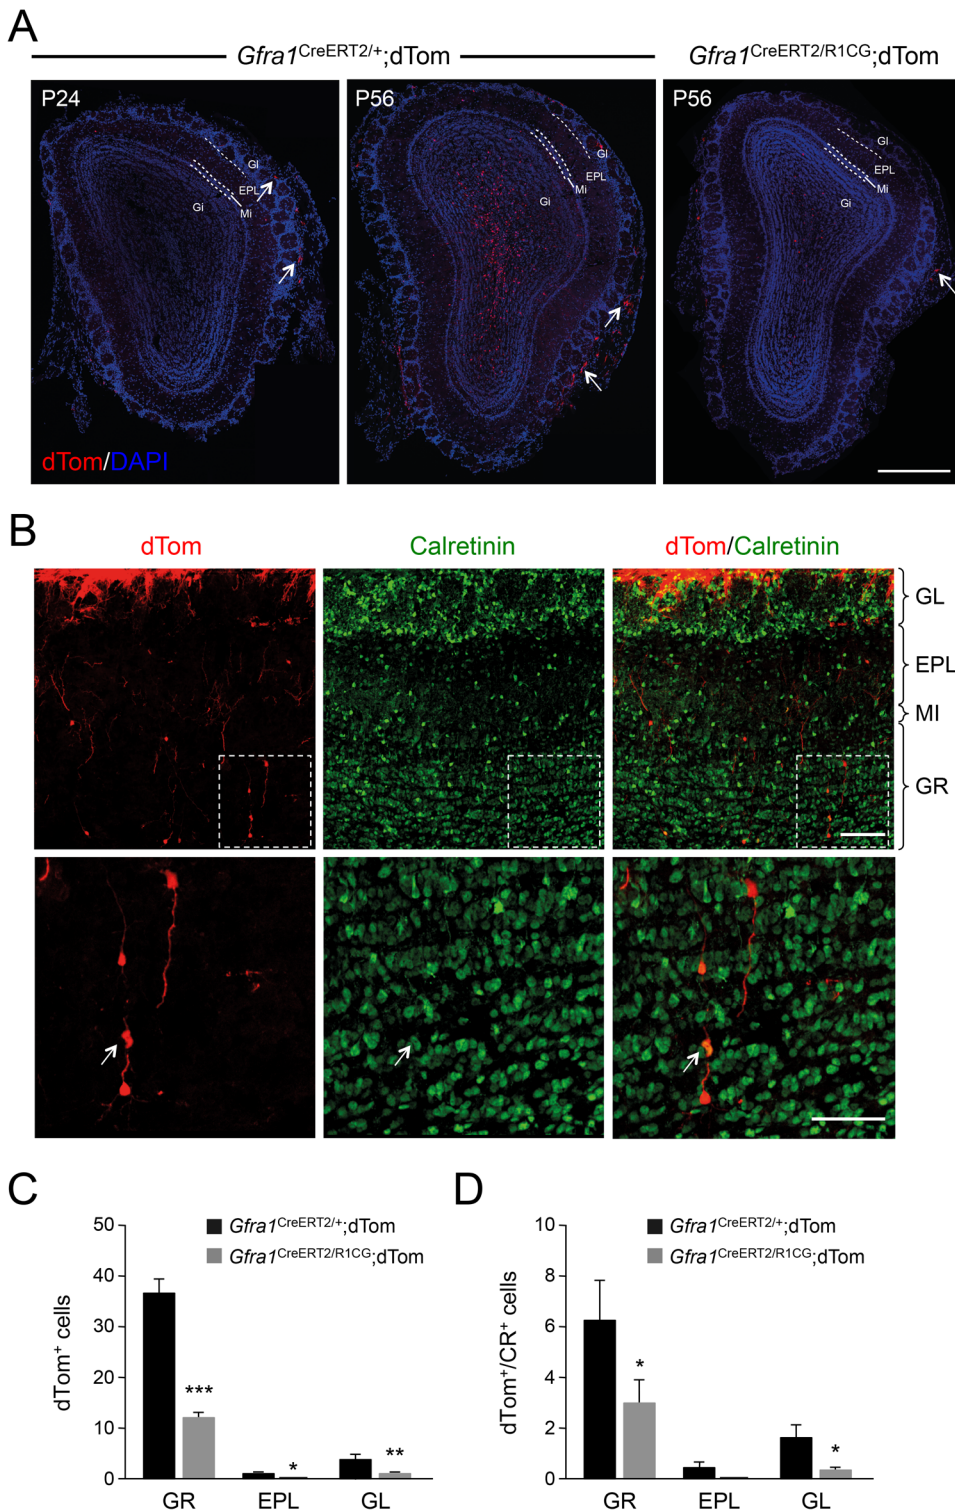 A
Gfra1CreERT2/+;dTom
Gfra1CreERT2/R1CG;dTom
P24
Gl
EPL
Mi
Gi
dTom/DAPI
P56
Gl
EPL
Mi
Gi
P56
Gl
EPL
Mi
Gi
B
dTom
Calretinin
dTom/Calretinin
GL
EPL
MI
GR
C
dTom+ cells
50
40
30
20
10
0
Gfra1CreERT2/+;dTom
Gfra1CreERT2/R1CG;dTom
***
*
**
GR EPL GL
D
dTom+/CR+ cells
10
8
6
4
2
0
Gfra1CreERT2/+;dTom
Gfra1CreERT2/R1CG;dTom
*
*
GR EPL GL